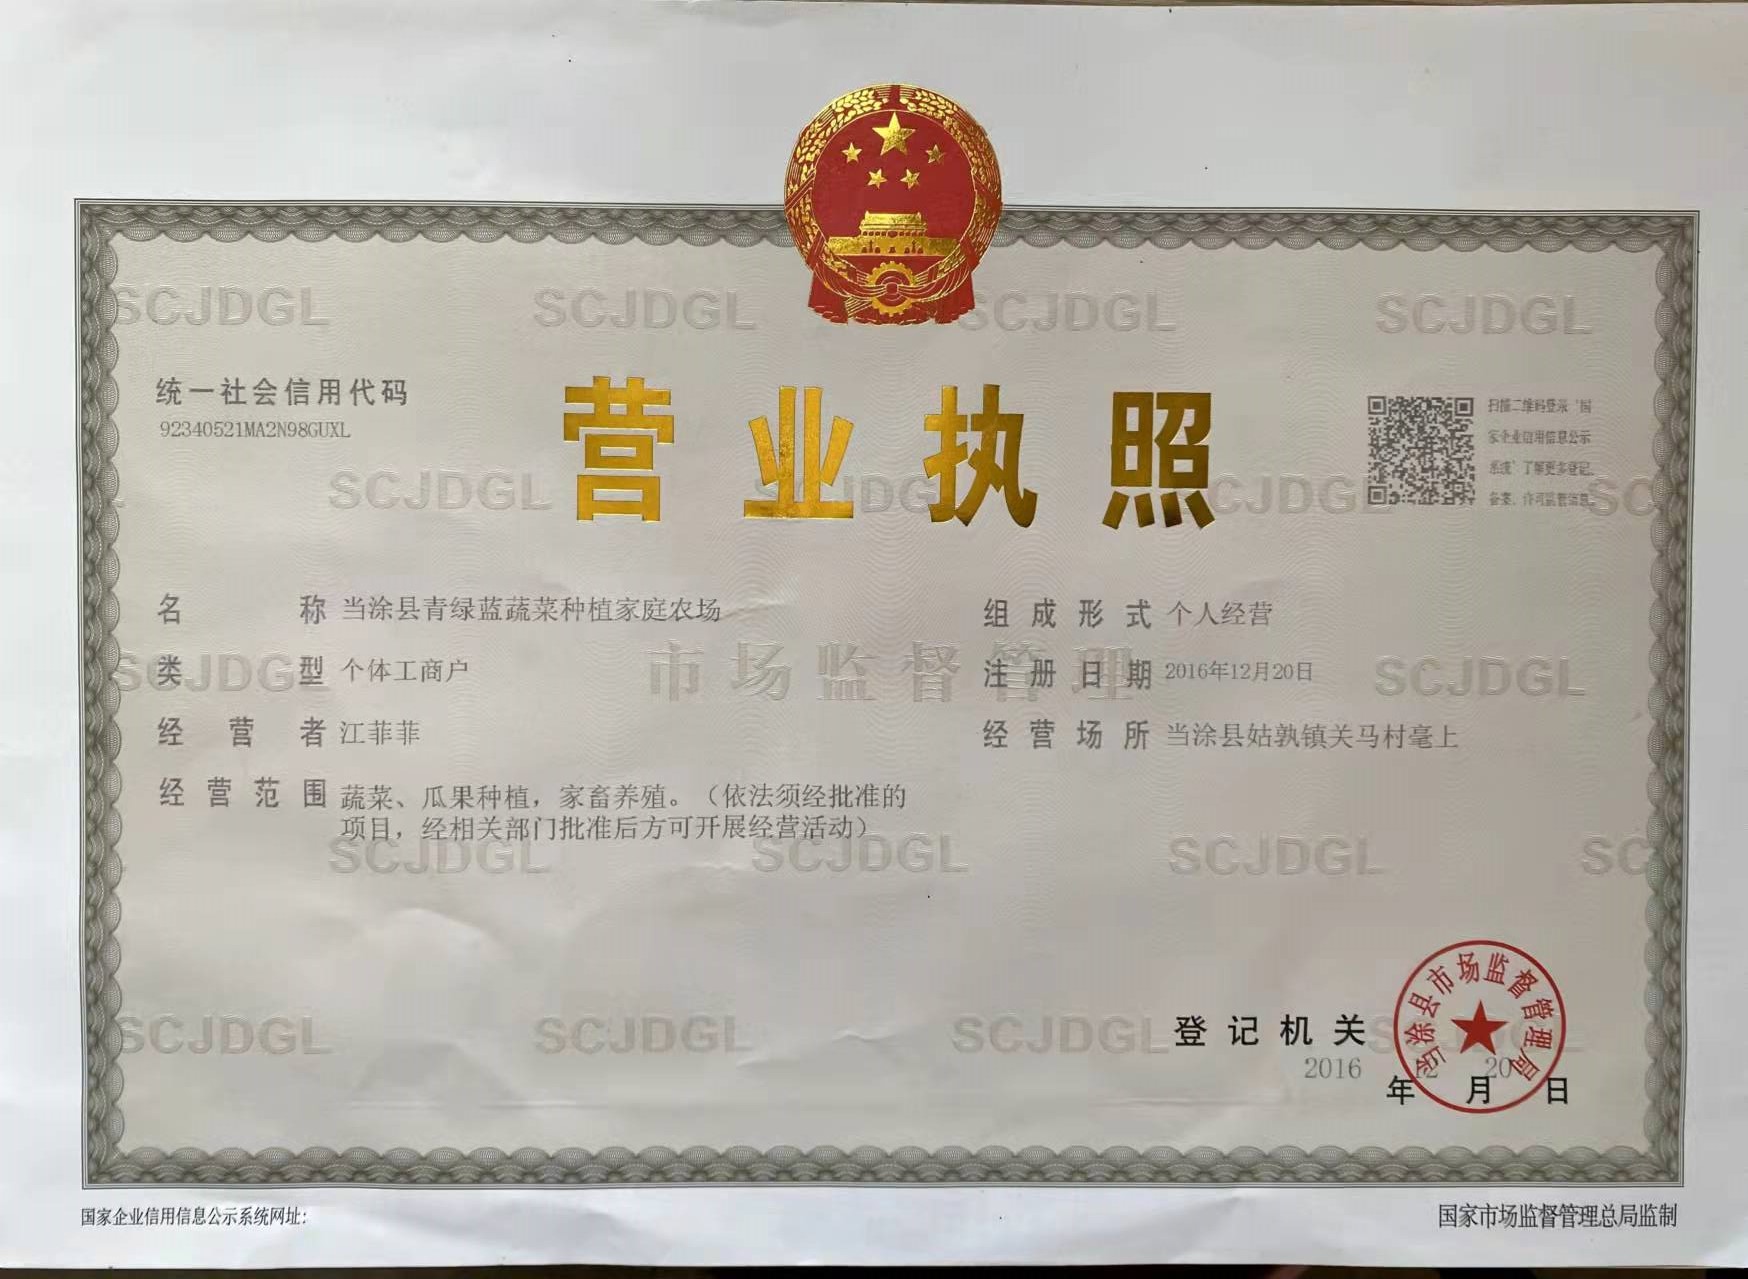 统一社会信用代码
92340521MA2N98GUXL
营业执照
扫描二维码登录‘国
家企业信用信息公示
系统’了解更多登记、
备案、许可监管信息。
名称 当涂县青绿蓝蔬菜种植家庭农场
组成形式 个人经营
类型 个体工商户
注册日期 2016年12月20日
经营者 江菲菲
经营场所 当涂县姑孰镇关马村毫上
经营范围 蔬菜、瓜果种植，家畜养殖。（依法须经批准的
项目，经相关部门批准后方可开展经营活动）
SCJDGL
市场监督管理
登记机关
当涂县市场监督管理局
2016年12月20日
国家企业信用信息公示系统网址：
国家市场监督管理总局监制